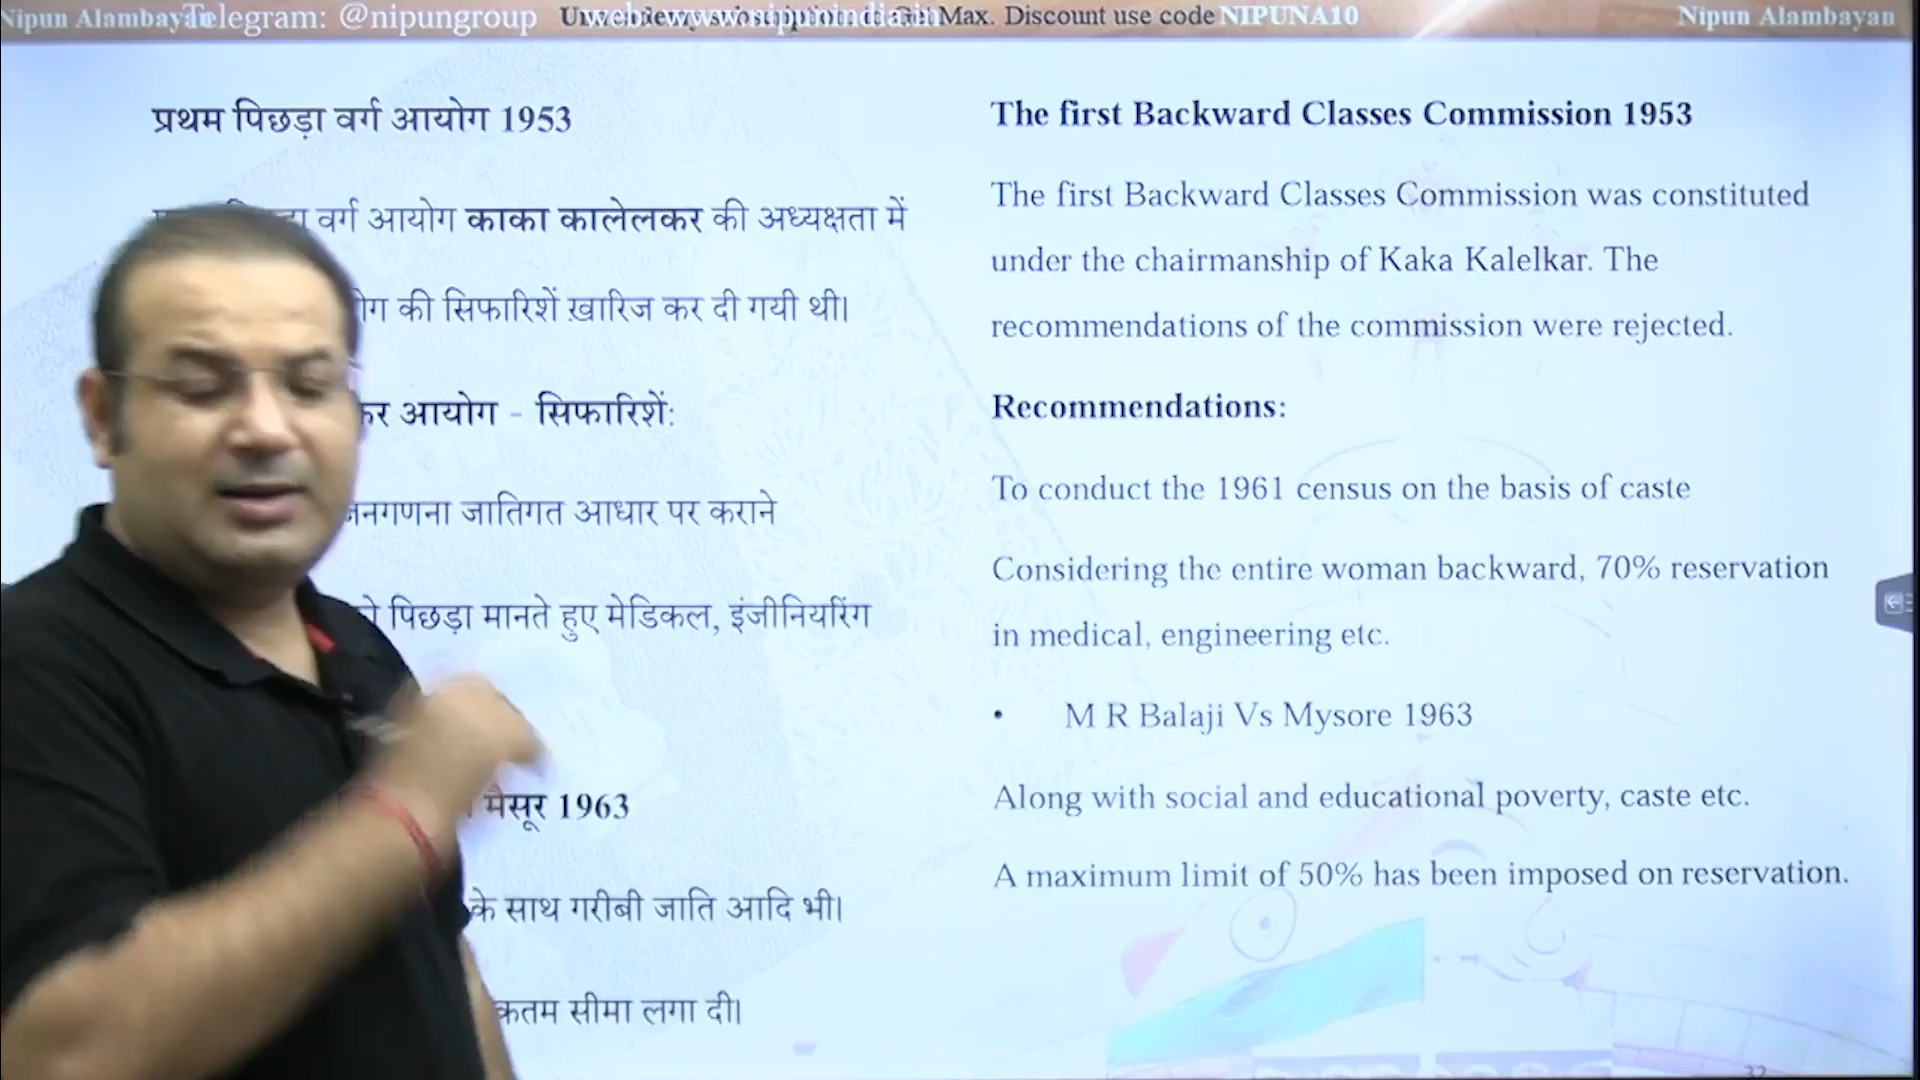 Nipun Alambayan Telegram: @nipungroup Max. Discount use code NIPUNA10 Nipun Alambayan
प्रथम पिछड़ा वर्ग आयोग 1953
वर्ग आयोग काका कालेलकर की अध्यक्षता में
की सिफारिशें ख़ारिज कर दी गयी थी।
आयोग - सिफारिशें:
जनगणना जातिगत आधार पर कराने
पिछड़ा मानते हुए मेडिकल, इंजीनियरिंग
मैसूर 1963
के साथ गरीबी जाति आदि भी।
सीमा लगा दी।
The first Backward Classes Commission 1953
The first Backward Classes Commission was constituted
under the chairmanship of Kaka Kalelkar. The
recommendations of the commission were rejected.
Recommendations:
To conduct the 1961 census on the basis of caste
Considering the entire woman backward, 70% reservation
in medical, engineering etc.
• M R Balaji Vs Mysore 1963
Along with social and educational poverty, caste etc.
A maximum limit of 50% has been imposed on reservation.